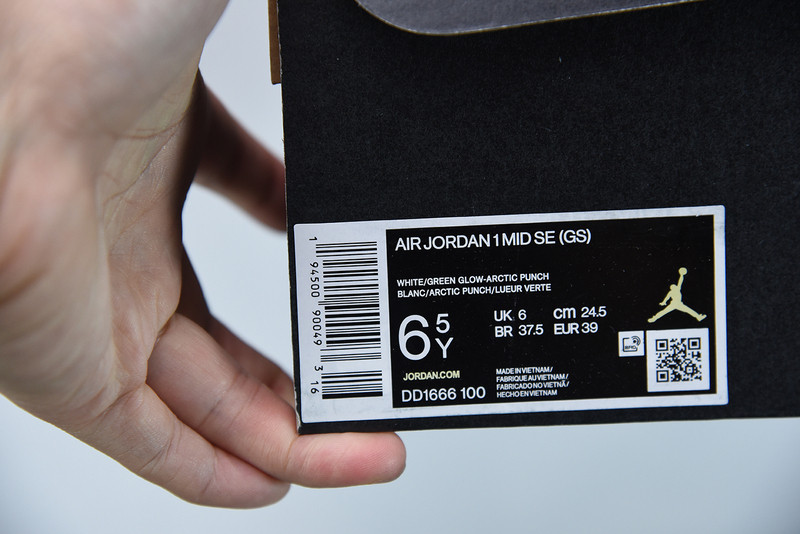 AIR JORDAN 1 MID SE (GS)
WHITE/GREEN GLOW-ARCTIC PUNCH
BLANC/ARCTIC PUNCH/LUEUR VERTE
6 5 Y
UK 6 cm 24.5
BR 37.5 EUR 39
JORDAN.COM
DD1666 100
MADE IN VIETNAM/
FABRIQUE AU VIETNAM/
FABRICADO NO VIETNÃ/
HECHO EN VIETNAM
1 94500 90049 3 16